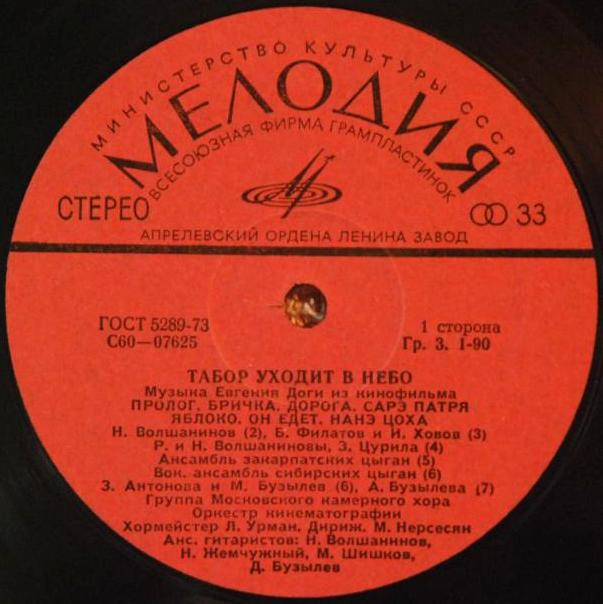 МИНИСТЕРСТВО КУЛЬТУРЫ СССР
МЕЛОДИЯ
ВСЕСОЮЗНАЯ ФИРМА ГРАМПЛАСТИНОК
СТЕРЕО
33
АПРЕЛЕВСКИЙ ОРДЕНА ЛЕНИНА ЗАВОД
ГОСТ 5289-73
С60—07625
1 сторона
Гр. 3. 1-90
ТАБОР УХОДИТ В НЕБО
Музыка Евгения Доги из кинофильма
ПРОЛОГ. БРИЧКА. ДОРОГА. САРЭ ПАТРЯ
ЯБЛОКО. ОН ЕДЕТ. НАНЭ ЦОХА
Н. Волшанинов (2), Б. Филатов и И. Ховов (3)
Р. и Н. Волшаниновы, З. Цурила (4)
Ансамбль закарпатских цыган (5)
Вок. ансамбль сибирских цыган (6)
З. Антонова и М. Бузылев (6), А. Бузылева (7)
Группа Московского камерного хора
Оркестр кинематографии
Хормейстер Л. Урман. Дириж. М. Нерсесян
Анс. гитаристов: Н. Волшанинов,
Н. Жемчужный, М. Шишков,
Д. Бузылев